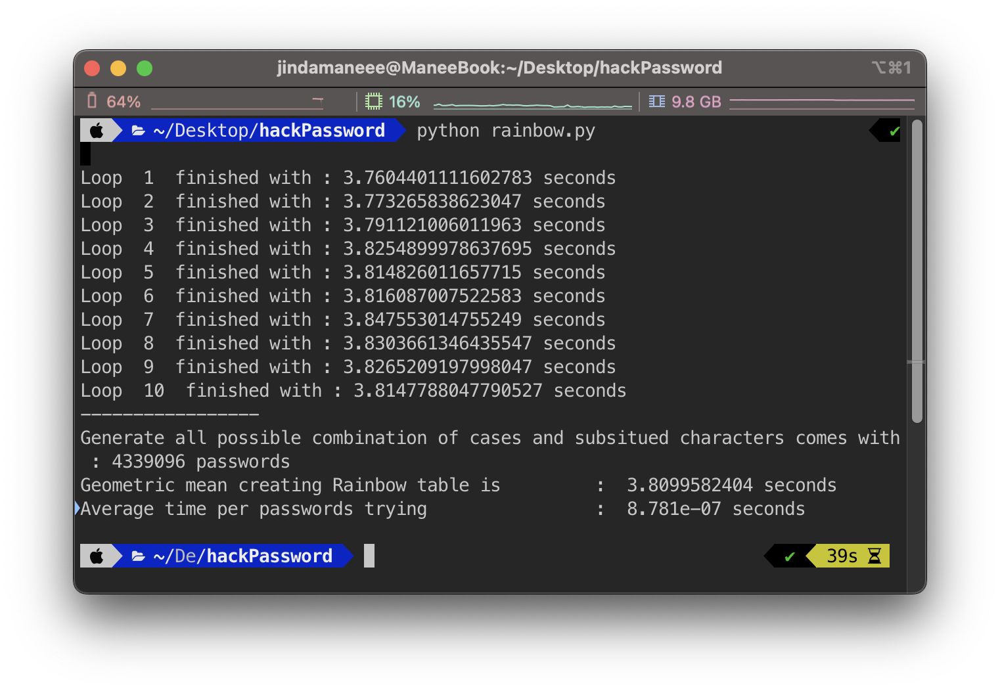 jindamaneee@ManeeBook:~/Desktop/hackPassword ⌥⌘1
64% 16% 9.8 GB
~/Desktop/hackPassword python rainbow.py ✔
Loop  1  finished with : 3.7604401111602783 seconds
Loop  2  finished with : 3.773265838623047 seconds
Loop  3  finished with : 3.791121006011963 seconds
Loop  4  finished with : 3.8254899978637695 seconds
Loop  5  finished with : 3.814826011657715 seconds
Loop  6  finished with : 3.816087007522583 seconds
Loop  7  finished with : 3.847553014755249 seconds
Loop  8  finished with : 3.8303661346435547 seconds
Loop  9  finished with : 3.8265209197998047 seconds
Loop  10  finished with : 3.8147788047790527 seconds
-----------------
Generate all possible combination of cases and subsitued characters comes with
 : 4339096 passwords
Geometric mean creating Rainbow table is         :  3.8099582404 seconds
Average time per passwords trying                :  8.781e-07 seconds
~/De/hackPassword ✔ 39s